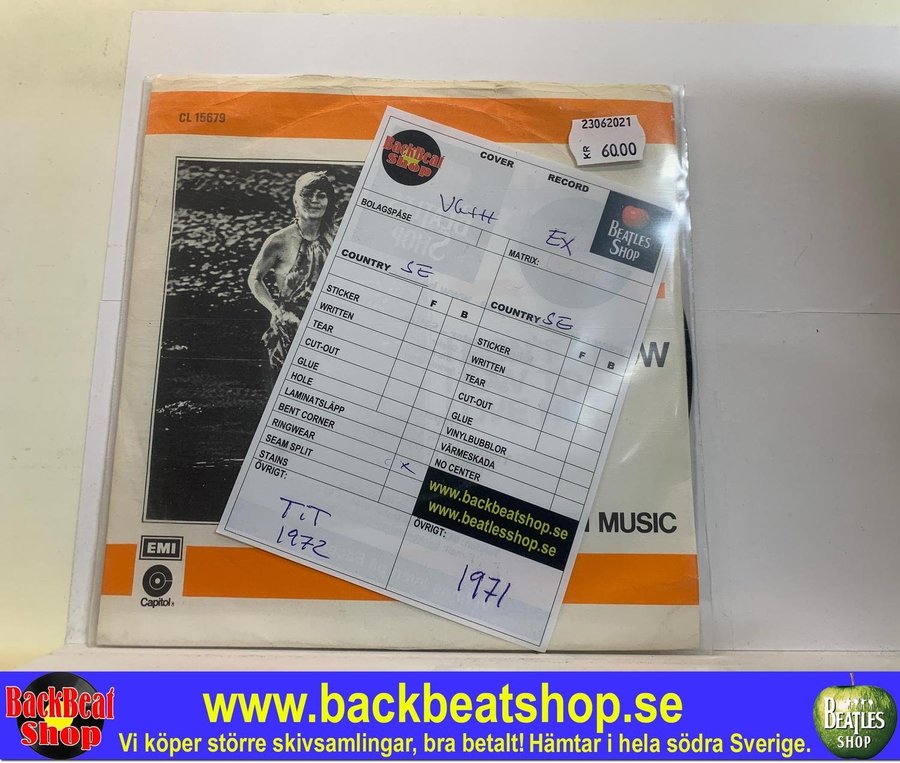 CL 15679
23062021
KR 60.00
BackBeat
Shop
COVER
RECORD
VG++
EX
BEATLES
SHOP
BOLAGSPÅSE
MATRIX:
COUNTRY SE
COUNTRY SE
F B
STICKER
WRITTEN
TEAR
CUT-OUT
GLUE
HOLE
LAMINATSLÄPP
BENT CORNER
RINGWEAR
SEAM SPLIT x
STAINS
ÖVRIGT:
TiT
1972
F B
STICKER
WRITTEN
TEAR
CUT-OUT
GLUE
VINYLBUBBLOR
VÄRMESKADA
NO CENTER
www.backbeatshop.se
www.beatlesshop.se
ÖVRIGT:
1971
OW
MUSIC
EMI
Capitol
BackBeat
Shop
www.backbeatshop.se
Vi köper större skivsamlingar, bra betalt! Hämtar i hela södra Sverige.
BEATLES
SHOP